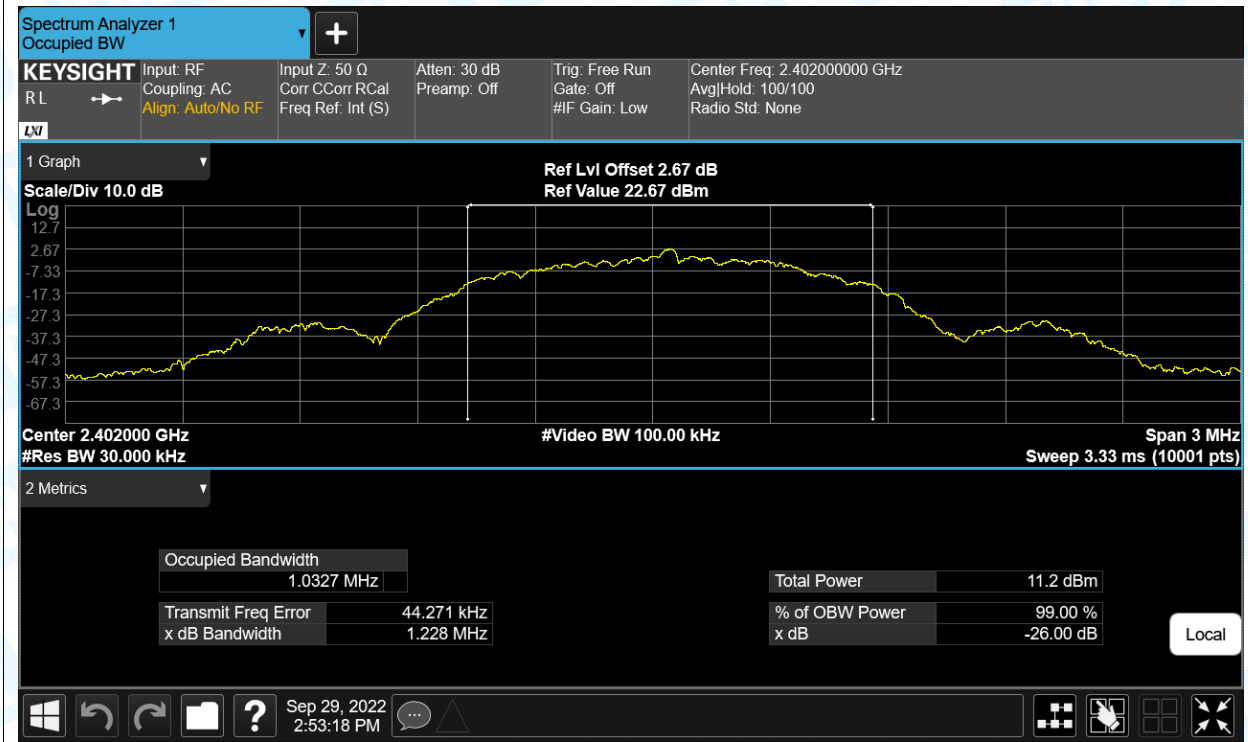 Spectrum Analyzer 1
Occupied BW
KEYSIGHT
R L
LXI
Input: RF
Coupling: AC
Align: Auto/No RF
Input Z: 50 Ω
Corr CCorr RCal
Freq Ref: Int (S)
Atten: 30 dB
Preamp: Off
Trig: Free Run
Gate: Off
#IF Gain: Low
Center Freq: 2.402000000 GHz
Avg|Hold: 100/100
Radio Std: None
1 Graph
Scale/Div 10.0 dB
Ref Lvl Offset 2.67 dB
Ref Value 22.67 dBm
Log
12.7
2.67
-7.33
-17.3
-27.3
-37.3
-47.3
-57.3
-67.3
Center 2.402000 GHz
#Video BW 100.00 kHz
Span 3 MHz
#Res BW 30.000 kHz
Sweep 3.33 ms (10001 pts)
2 Metrics
Occupied Bandwidth
1.0327 MHz
Total Power 11.2 dBm
Transmit Freq Error 44.271 kHz
% of OBW Power 99.00 %
x dB Bandwidth 1.228 MHz
x dB -26.00 dB
Local
?
Sep 29, 2022
2:53:18 PM